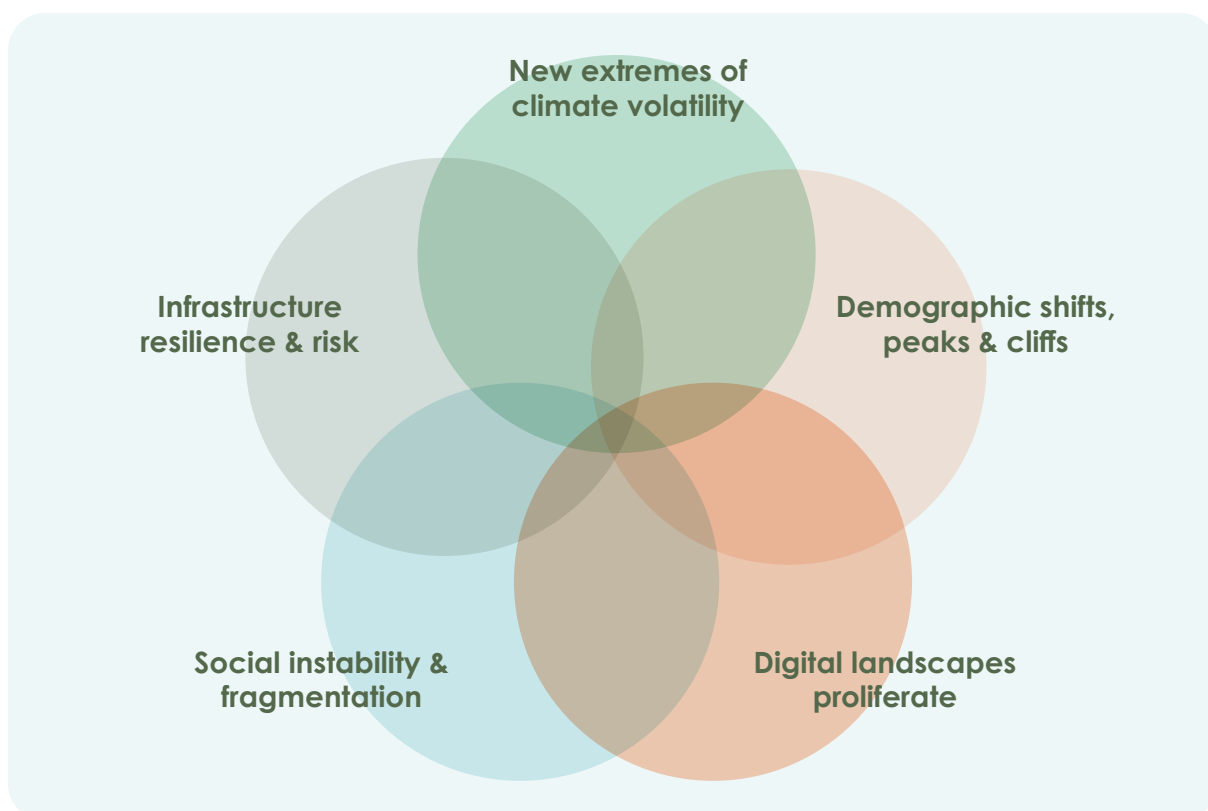 New extremes of
climate volatility
Infrastructure
resilience & risk
Demographic shifts,
peaks & cliffs
Social instability &
fragmentation
Digital landscapes
proliferate